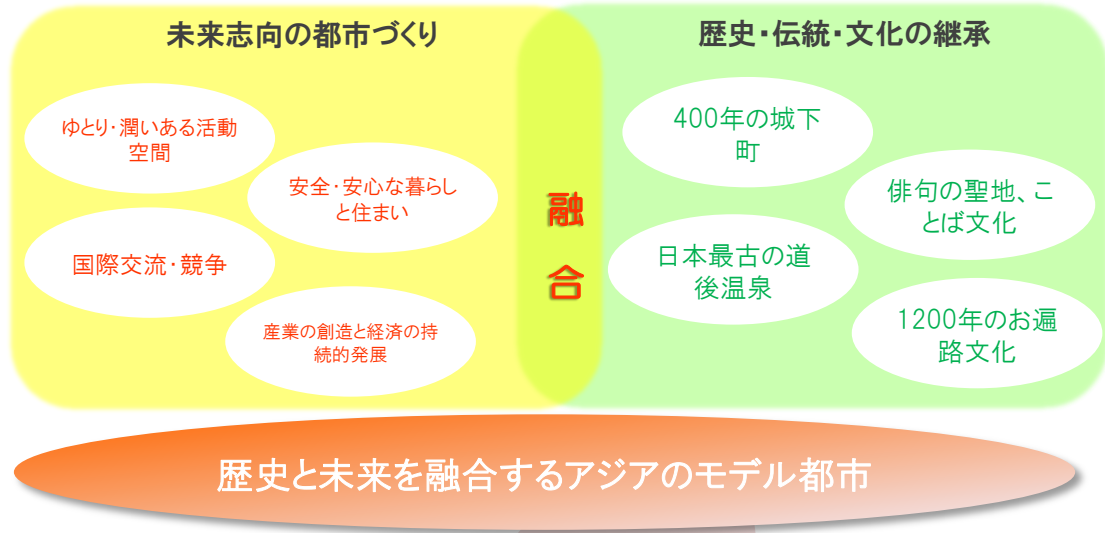 未来志向の都市づくり
ゆとり・潤いある活動
空間
安全・安心な暮らし
と住まい
国際交流・競争
産業の創造と経済の持
続的発展
融
合
歴史・伝統・文化の継承
400年の城下
町
俳句の聖地、こ
とば文化
日本最古の道
後温泉
1200年のお遍
路文化
歴史と未来を融合するアジアのモデル都市